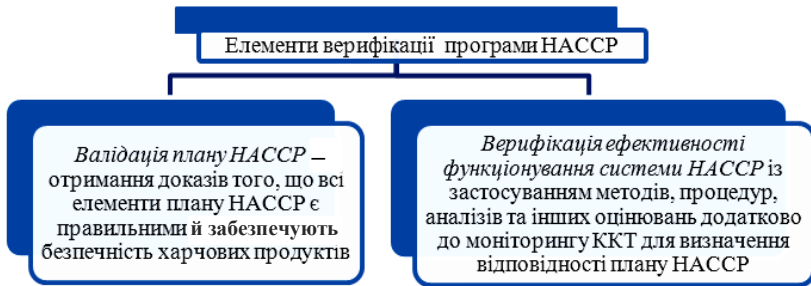 Елементи верифікації програми НАССР
Валідація плану НАССР –
отримання доказів того, що всі
елементи плану НАССР є
правильними й забезпечують
безпечність харчових продуктів
Верифікація ефективності
функціонування системи НАССР із
застосуванням методів, процедур,
аналізів та інших оцінювань додатково
до моніторингу ККТ для визначення
відповідності плану НАССР